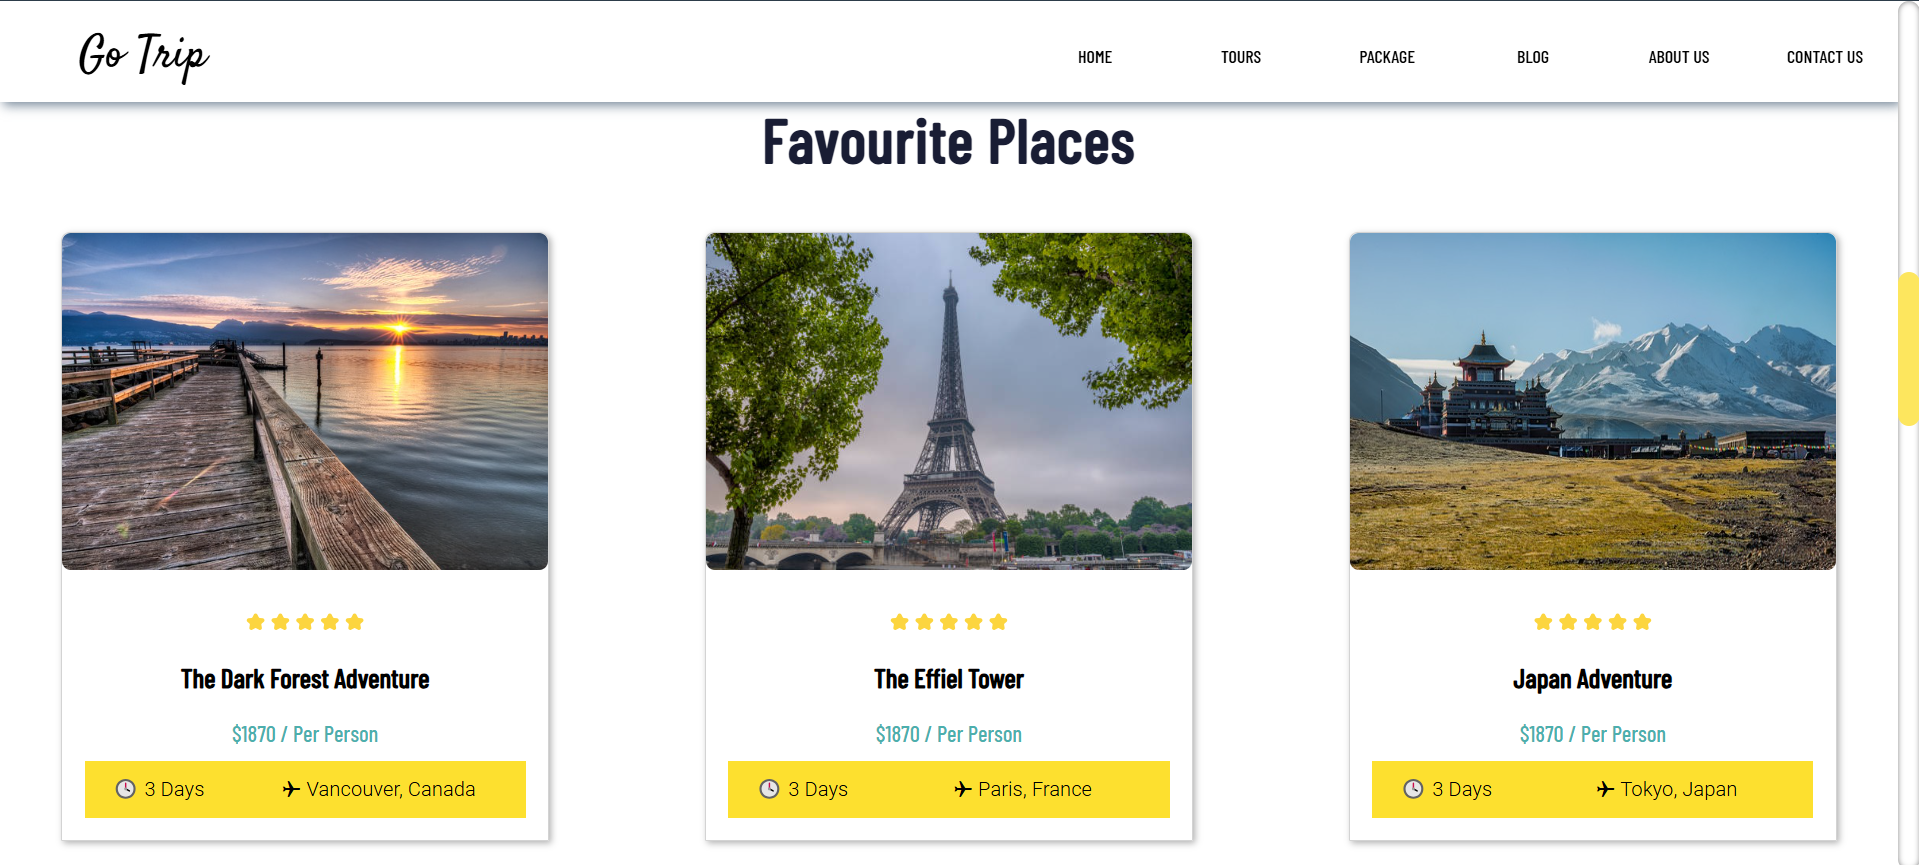 Go Trip
HOME TOURS PACKAGE BLOG ABOUT US CONTACT US
Favourite Places
The Dark Forest Adventure
$1870 / Per Person
3 Days Vancouver, Canada
The Effiel Tower
$1870 / Per Person
3 Days Paris, France
Japan Adventure
$1870 / Per Person
3 Days Tokyo, Japan